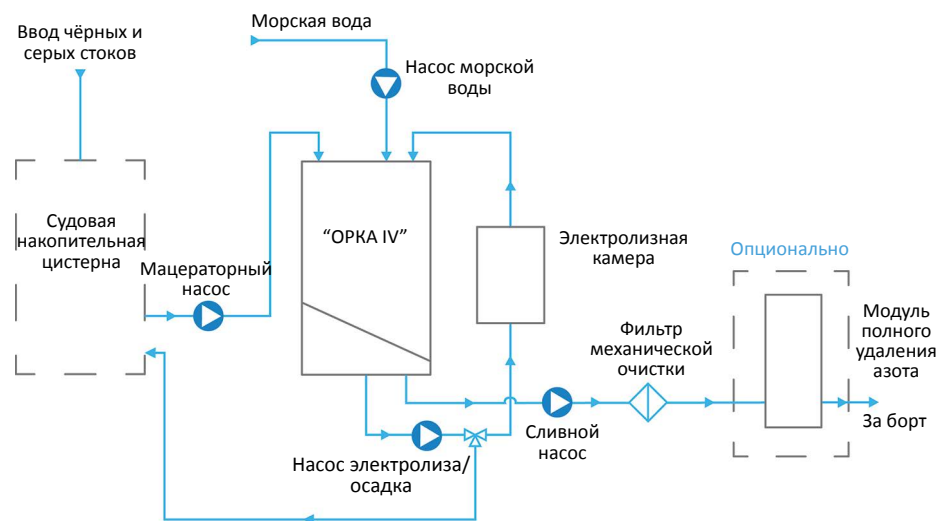 Ввод чёрных и
серых стоков
Морская вода
Насос морской
воды
Судовая
накопительная
цистерна
Мацераторный
насос
“ОРКА IV”
Электролизная
камера
Опционально
Фильтр
механической
очистки
Модуль
полного
удаления
азота
За борт
Сливной
насос
Насос электролиза/
осадка